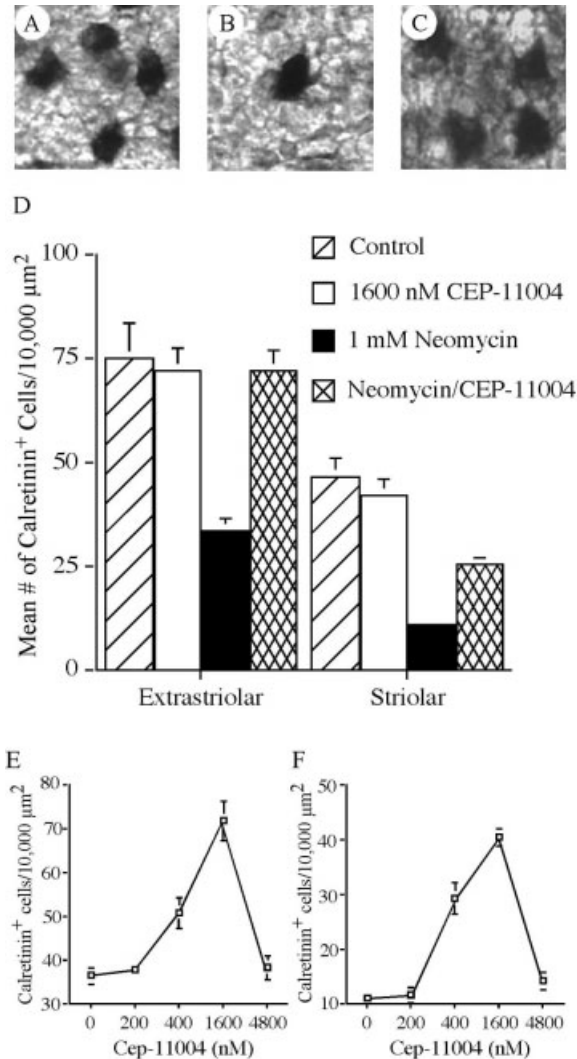 A
B
C
D
Mean # of Calretinin⁺ Cells/10,000 µm²
100
75
50
25
0
Control
1600 nM CEP-11004
1 mM Neomycin
Neomycin/CEP-11004
Extrastriolar
Striolar
E
Calretinin⁺ cells/10,000 µm²
80
70
60
50
40
30
0
200
400
1600
4800
Cep-11004 (nM)
F
Calretinin⁺ cells/10,000 µm²
50
40
30
20
10
0
200
400
1600
4800
Cep-11004 (nM)